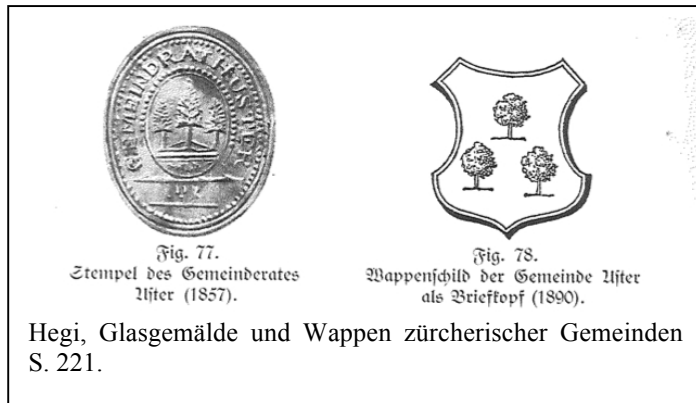 GEMEINDRATH USTER
Fig. 77.
Stempel des Gemeinderates
Uster (1857).
Fig. 78.
Wappenschild der Gemeinde Uster
als Briefkopf (1890).
Hegi, Glasgemälde und Wappen zürcherischer Gemeinden
S. 221.